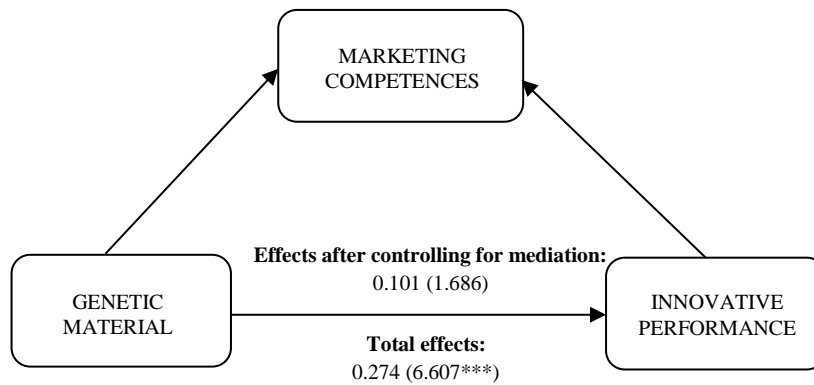 MARKETING
COMPETENCES
Effects after controlling for mediation:
0.101 (1.686)
GENETIC
MATERIAL
INNOVATIVE
PERFORMANCE
Total effects:
0.274 (6.607***)